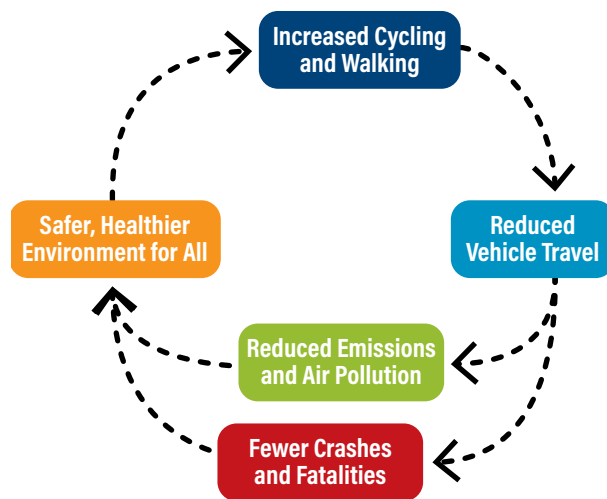 Increased Cycling
and Walking
Safer, Healthier
Environment for All
Reduced
Vehicle Travel
Reduced Emissions
and Air Pollution
Fewer Crashes
and Fatalities